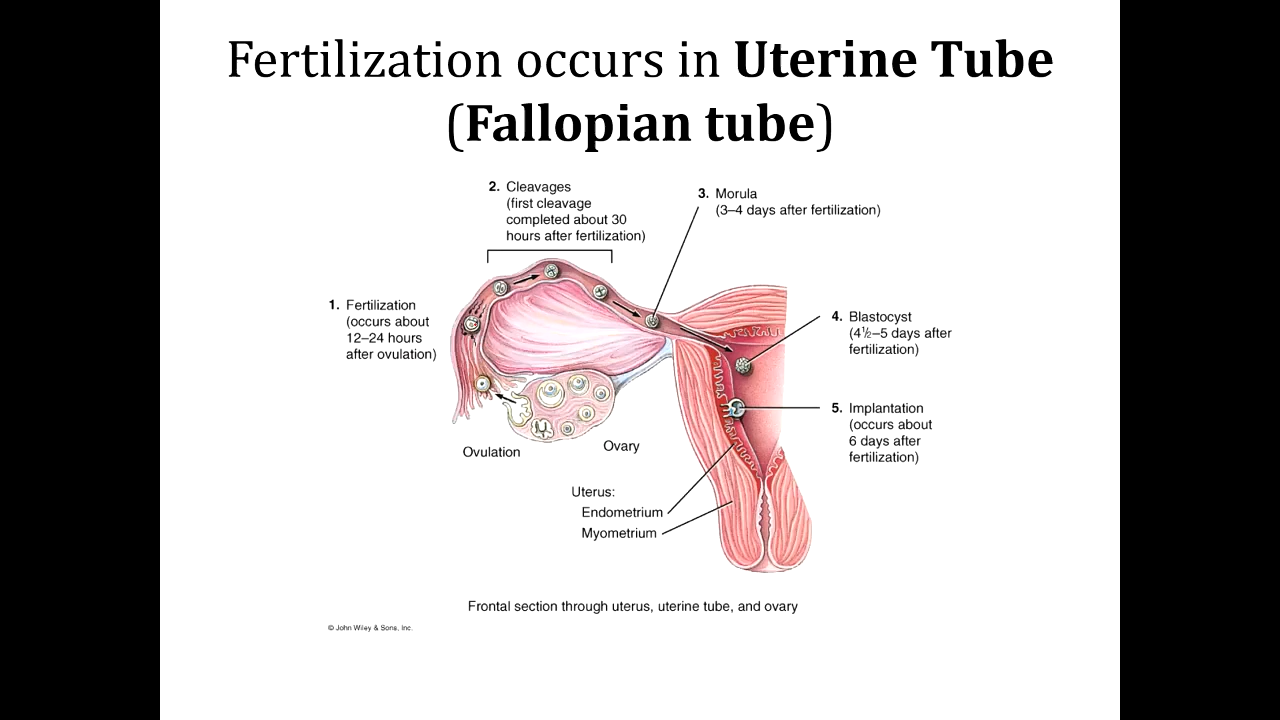 Fertilization occurs in Uterine Tube
(Fallopian tube)
2. Cleavages
(first cleavage
completed about 30
hours after fertilization)
3. Morula
(3–4 days after fertilization)
1. Fertilization
(occurs about
12–24 hours
after ovulation)
4. Blastocyst
(4½–5 days after
fertilization)
5. Implantation
(occurs about
6 days after
fertilization)
Ovulation
Ovary
Uterus:
Endometrium
Myometrium
Frontal section through uterus, uterine tube, and ovary
© John Wiley & Sons, Inc.